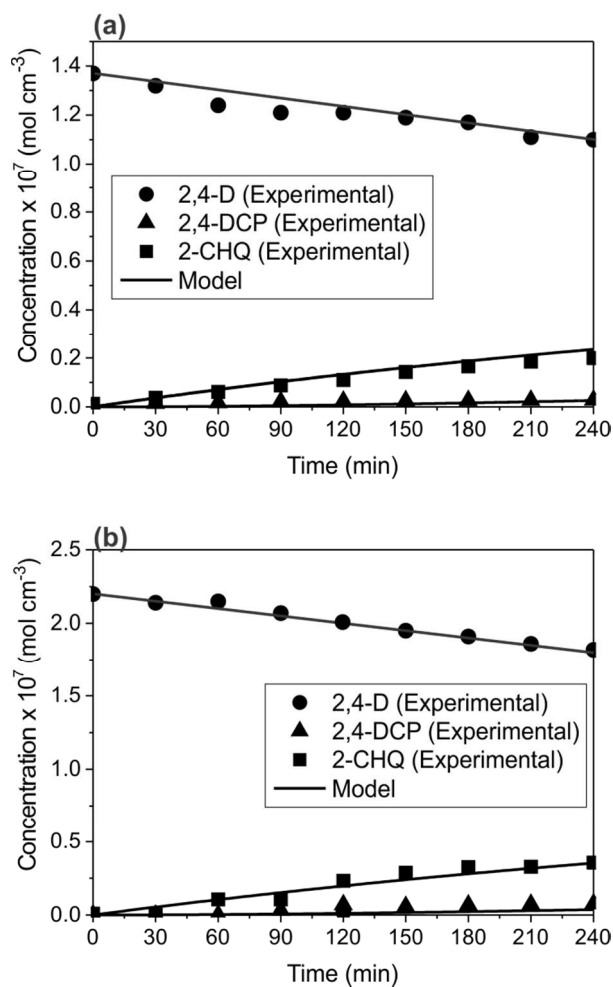 (a)
Concentration x 10⁷ (mol cm⁻³)
1.4
1.2
1.0
0.8
0.6
0.4
0.2
0.0
2,4-D (Experimental)
2,4-DCP (Experimental)
2-CHQ (Experimental)
Model
0 30 60 90 120 150 180 210 240
Time (min)
(b)
Concentration x 10⁷ (mol cm⁻³)
2.5
2.0
1.5
1.0
0.5
0.0
2,4-D (Experimental)
2,4-DCP (Experimental)
2-CHQ (Experimental)
Model
0 30 60 90 120 150 180 210 240
Time (min)